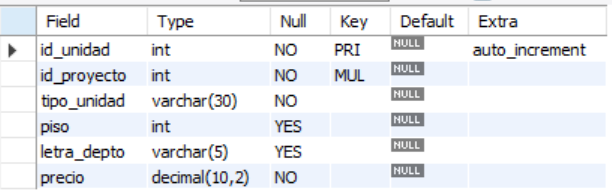 Field Type Null Key Default Extra
id_unidad int NO PRI NULL auto_increment
id_proyecto int NO MUL NULL
tipo_unidad varchar(30) NO NULL
piso int YES NULL
letra_depto varchar(5) YES NULL
precio decimal(10,2) NO NULL